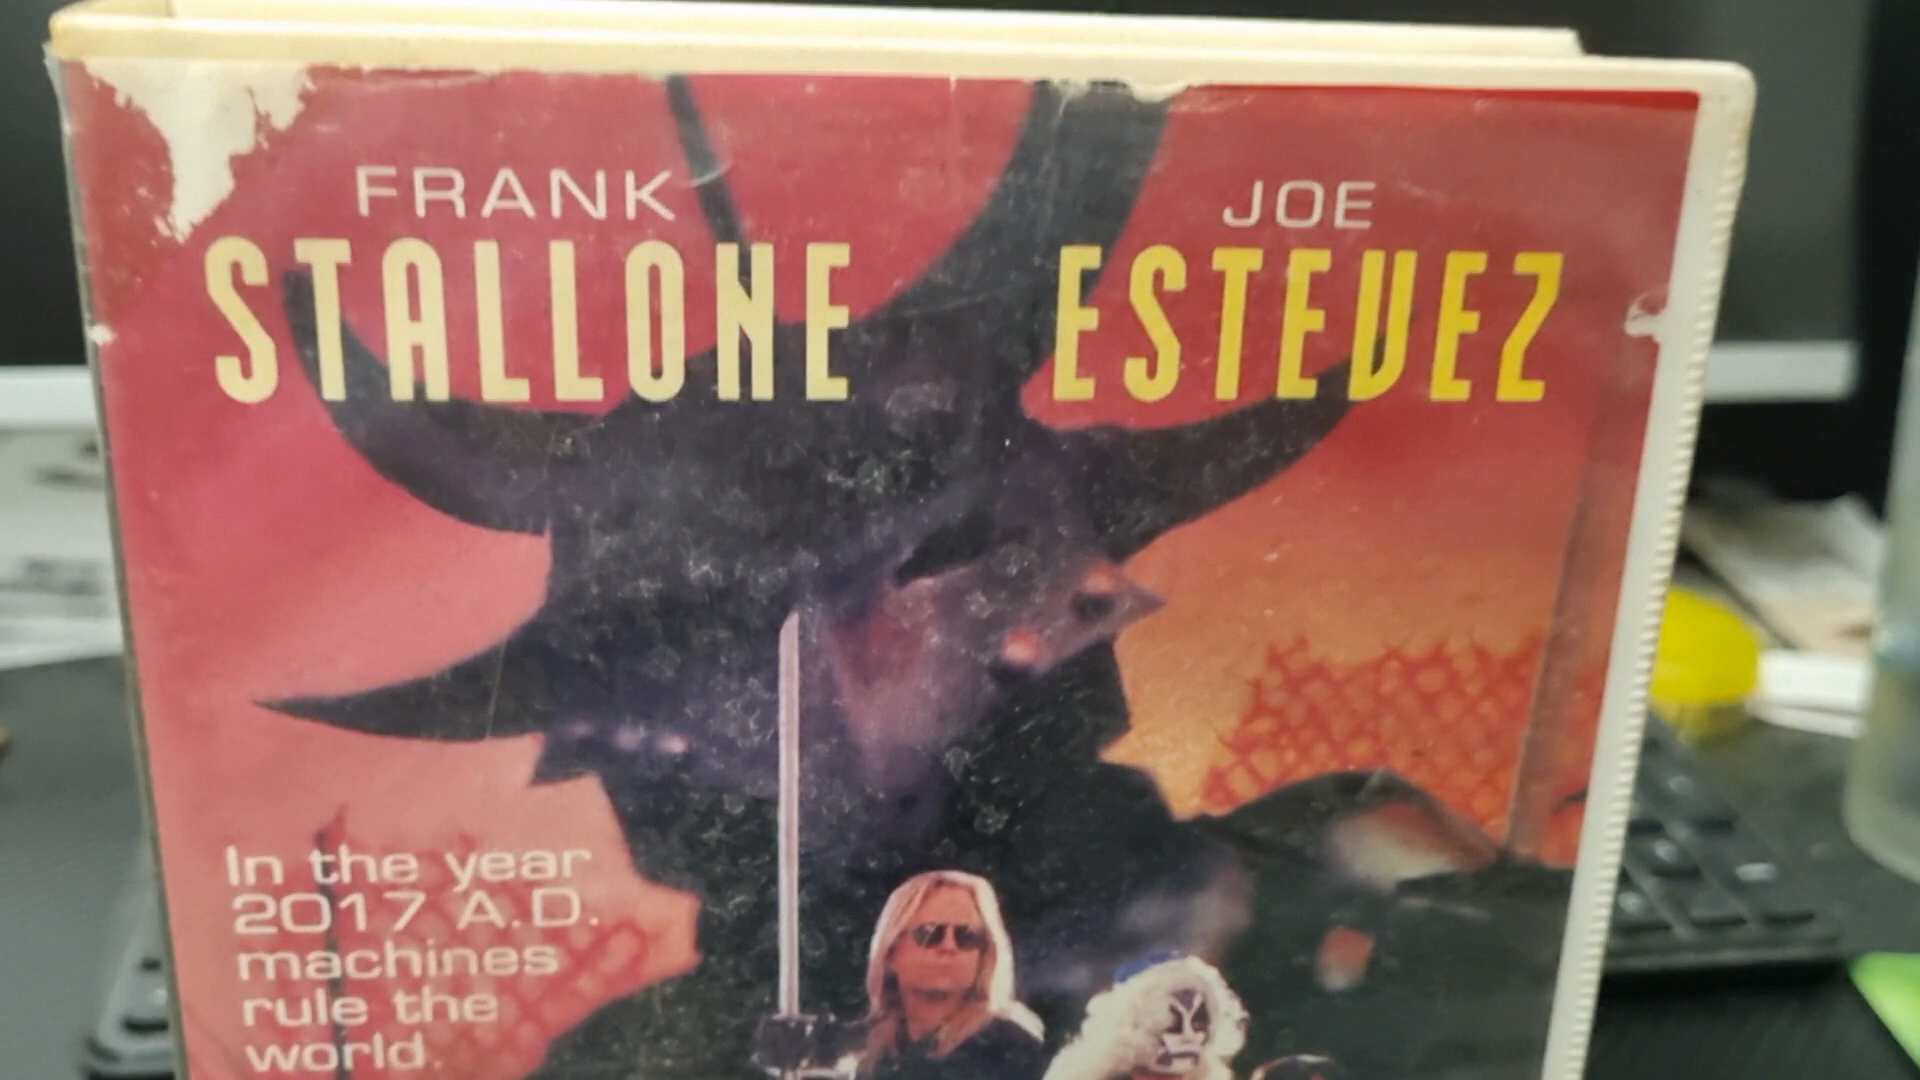 FRANK
STALLONE
JOE
ESTEVEZ
In the year
2017 A.D.
machines
rule the
world.